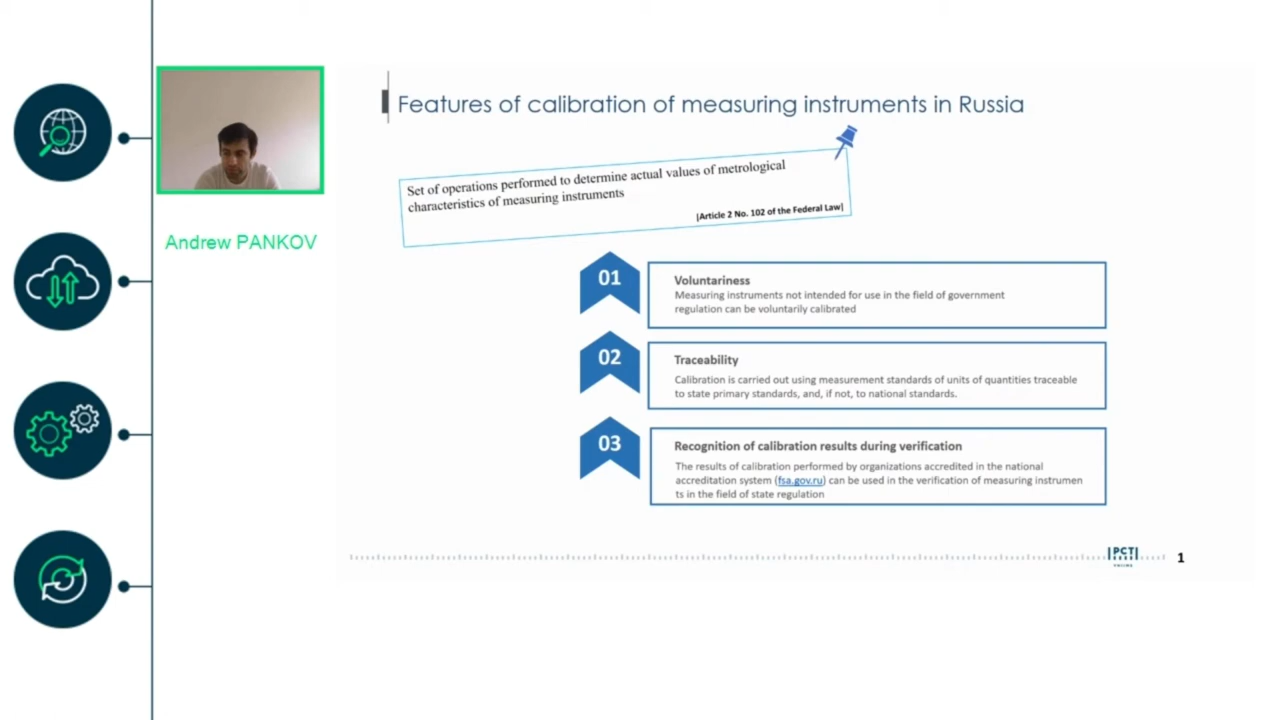 Features of calibration of measuring instruments in Russia
Set of operations performed to determine actual values of metrological
characteristics of measuring instruments
|Article 2 No. 102 of the Federal Law|
Andrew PANKOV
01
Voluntariness
Measuring instruments not intended for use in the field of government
regulation can be voluntarily calibrated
02
Traceability
Calibration is carried out using measurement standards of units of quantities traceable
to state primary standards, and, if not, to national standards.
03
Recognition of calibration results during verification
The results of calibration performed by organizations accredited in the national
accreditation system (fsa.gov.ru) can be used in the verification of measuring instrumen
ts in the field of state regulation
|РСТ|
1